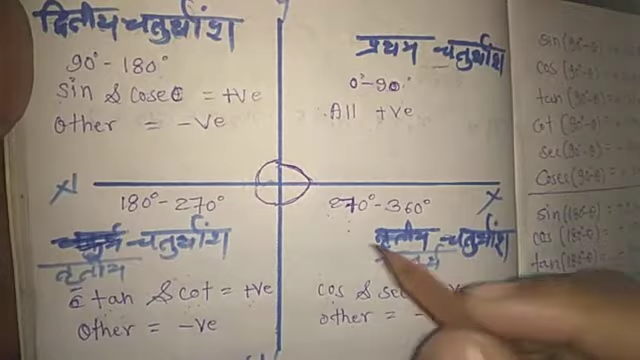 द्वितीय चतुर्थांश
90° - 180°
Sin & Cosec = +ve
Other = -Ve
प्रथम चतुर्थांश
0°-90°
All +ve
X'
X
180° - 270°
चतुर्थांश
तृतीय
tan & cot = +ve
Other = -ve
270° - 360°
तृतीय चतुर्थांश
cos & sec
other = -
sin(90°-θ)
cos(90°-θ)
tan(90°-θ)
cot(90°-θ)
sec(90°-θ)
Cosec(90°-θ)
sin(180-θ)
cos(180-θ)
tan(180-θ)